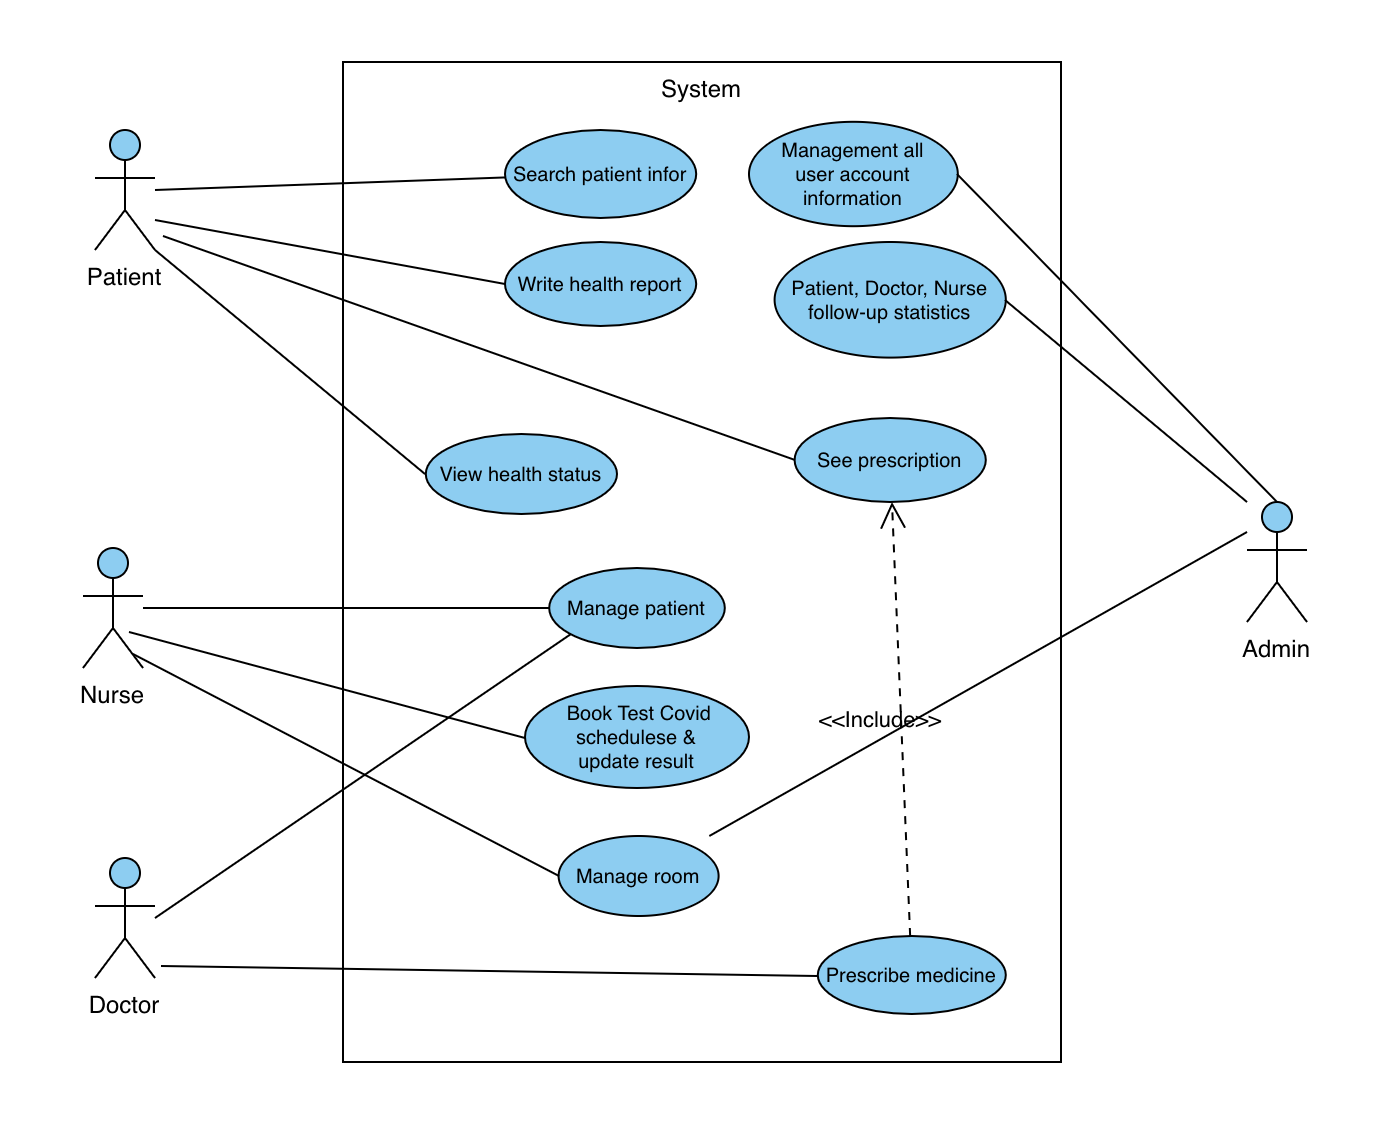 System
Search patient infor
Management all
user account
information
Patient
Write health report
Patient, Doctor, Nurse
follow-up statistics
View health status
See prescription
Manage patient
Admin
Nurse
Book Test Covid
schedulese &
update result
<<Include>>
Manage room
Prescribe medicine
Doctor